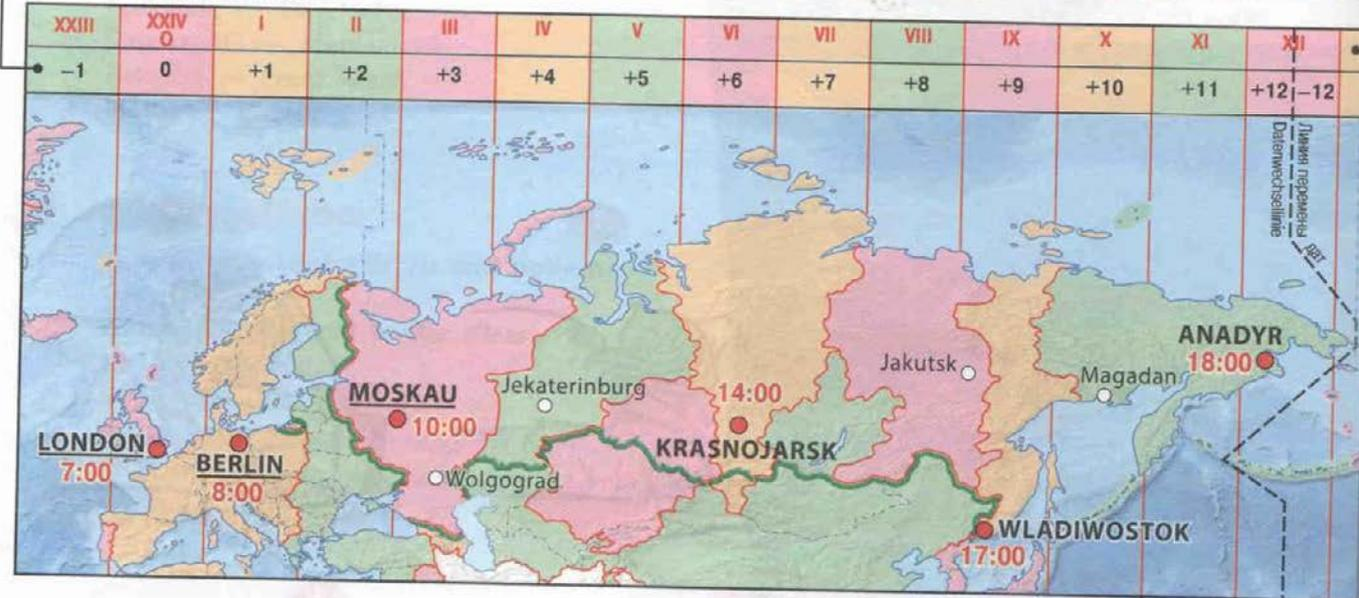 XXIII XXIV I II III IV V VI VII VIII IX X XI XII
O
−1 0 +1 +2 +3 +4 +5 +6 +7 +8 +9 +10 +11 +12 −12
Линия перемены дат
Datenwechsellinie
ANADYR
18:00
Jakutsk
Magadan
MOSKAU
10:00
Jekaterinburg
14:00
KRASNOJARSK
LONDON
7:00
BERLIN
8:00
Wolgograd
WLADIWOSTOK
17:00